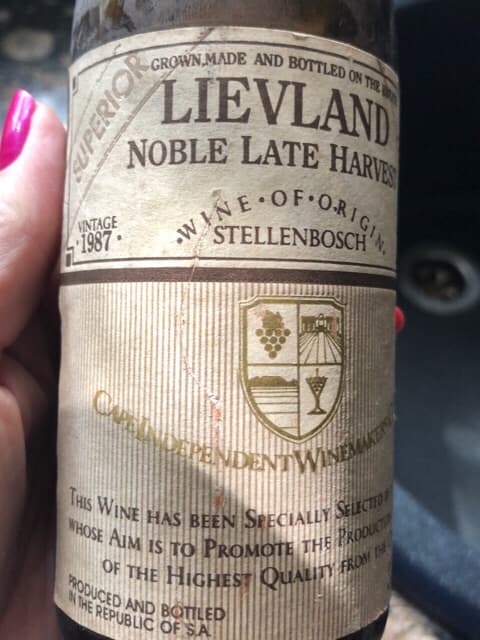 SUPERIOR
GROWN, MADE AND BOTTLED ON THE
LIEVLAND
NOBLE LATE HARVEST
VINTAGE
·1987·
·WINE·OF·ORIGIN·
STELLENBOSCH
CAPE INDEPENDENT WINEMAKERS
THIS WINE HAS BEEN SPECIALLY SELECTED
WHOSE AIM IS TO PROMOTE THE PRODUCTION
OF THE HIGHEST QUALITY FROM THE
PRODUCED AND BOTTLED
IN THE REPUBLIC OF S.A.